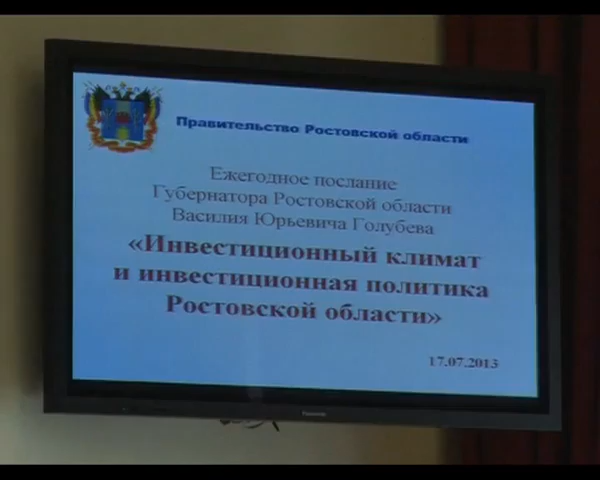 Правительство Ростовской области
Ежегодное послание
Губернатора Ростовской области
Василия Юрьевича Голубева
«Инвестиционный климат
и инвестиционная политика
Ростовской области»
17.07.2013
Panasonic